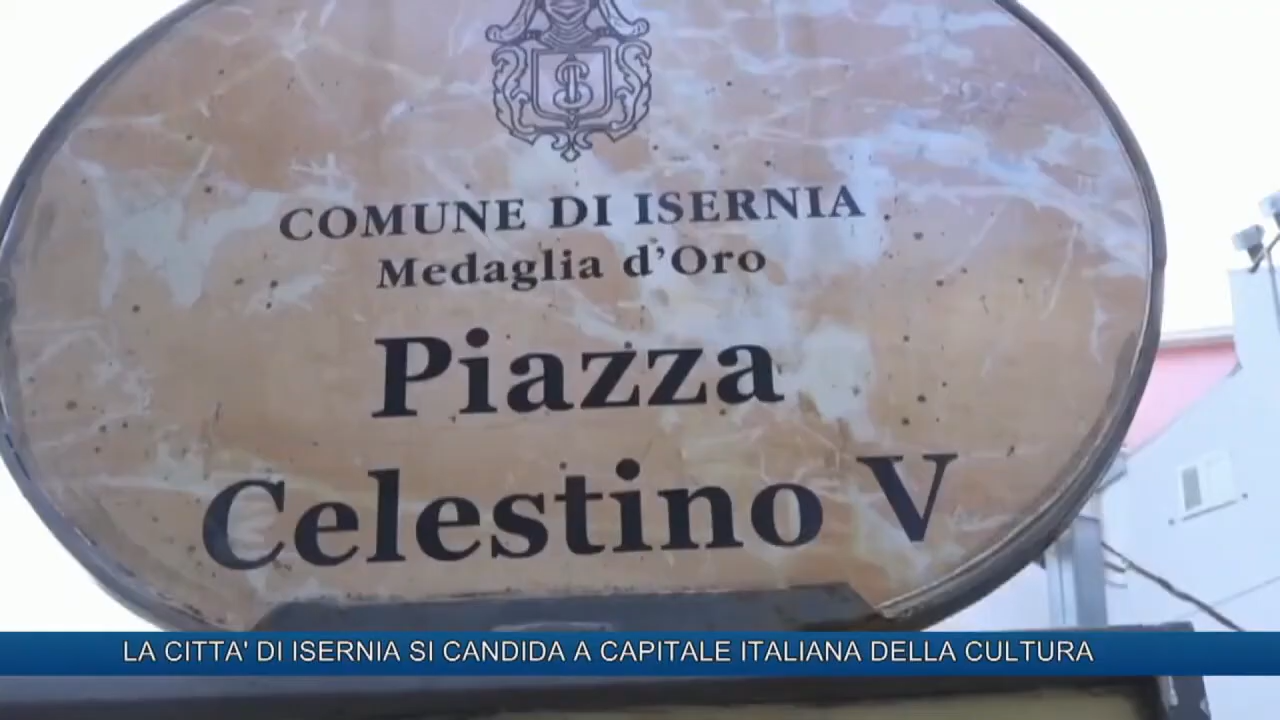 COMUNE DI ISERNIA
Medaglia d'Oro
Piazza
Celestino V
LA CITTA' DI ISERNIA SI CANDIDA A CAPITALE ITALIANA DELLA CULTURA